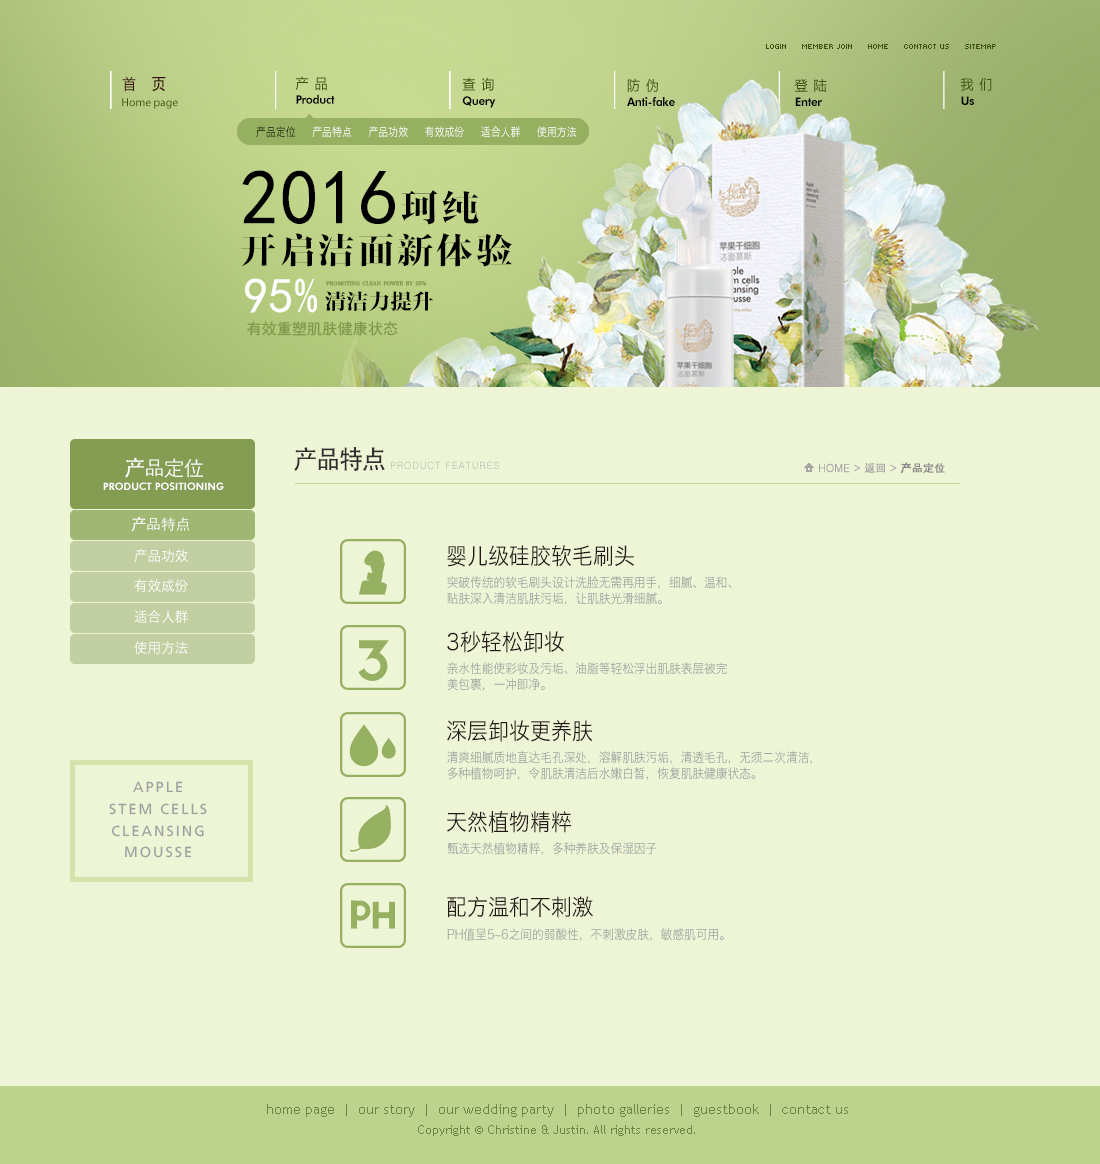 LOGIN MEMBER JOIN HOME CONTACT US SITEMAP
首 页 产 品 查 询 防 伪 登 陆 我 们
Home page Product Query Anti-fake Enter Us
产品定位 产品特点 产品功效 有效成份 适合人群 使用方法
2016珂纯
开启洁面新体验
95% PROMOTING CLEAN POWER BY 95%
清洁力提升
有效重塑肌肤健康状态
苹果干细胞
洁面慕斯
苹果干细胞
洁面慕斯
产品定位
PRODUCT POSITIONING
产品特点
产品功效
有效成份
适合人群
使用方法
APPLE
STEM CELLS
CLEANSING
MOUSSE
产品特点 PRODUCT FEATURES
HOME > 返回 > 产品定位
婴儿级硅胶软毛刷头
突破传统的软毛刷头设计洗脸无需再用手，细腻、温和、
贴肤深入清洁肌肤污垢，让肌肤光滑细腻。
3
3秒轻松卸妆
亲水性能使彩妆及污垢、油脂等轻松浮出肌肤表层被完
美包裹，一冲即净。
深层卸妆更养肤
清爽细腻质地直达毛孔深处，溶解肌肤污垢，清透毛孔，无须二次清洁，
多种植物呵护，令肌肤清洁后水嫩白皙，恢复肌肤健康状态。
天然植物精粹
甄选天然植物精粹，多种养肤及保湿因子
PH
配方温和不刺激
PH值呈5~6之间的弱酸性，不刺激皮肤，敏感肌可用。
home page | our story | our wedding party | photo galleries | guestbook | contact us
Copyright © Christine & Justin. All rights reserved.